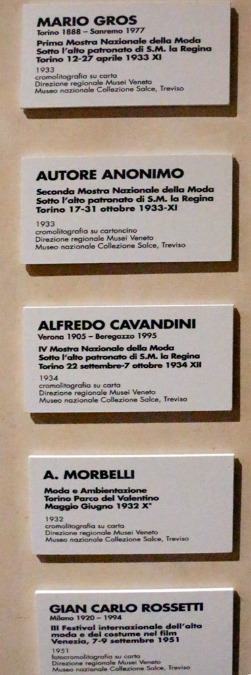 MARIO GROS
Torino 1888 – Sanremo 1977
Prima Mostra Nazionale della Moda
Sotto l'alto patronato di S.M. la Regina
Torino 12-27 aprile 1933 XI
1933
cromolitografia su carta
Direzione regionale Musei Veneto
Museo nazionale Collezione Salce, Treviso
AUTORE ANONIMO
Seconda Mostra Nazionale della Moda
Sotto l'alto patronato di S.M. la Regina
Torino 17-31 ottobre 1933-XI
1933
cromolitografia su cartoncino
Direzione regionale Musei Veneto
Museo nazionale Collezione Salce, Treviso
ALFREDO CAVANDINI
Verona 1905 – Beregazzo 1995
IV Mostra Nazionale della Moda
Sotto l'alto patronato di S.M. la Regina
Torino 22 settembre-7 ottobre 1934 XII
1934
cromolitografia su carta
Direzione regionale Musei Veneto
Museo nazionale Collezione Salce, Treviso
A. MORBELLI
Moda e Ambientazione
Torino Parco del Valentino
Maggio Giugno 1932 X°
1932
cromolitografia su carta
Direzione regionale Musei Veneto
Museo nazionale Collezione Salce, Treviso
GIAN CARLO ROSSETTI
Milano 1920 – 1994
III Festival internazionale dell'alta
moda e del costume nel film
Venezia, 7-9 settembre 1951
1951
fotocromolitografia su carta
Direzione regionale Musei Veneto
Museo nazionale Collezione Salce, Treviso